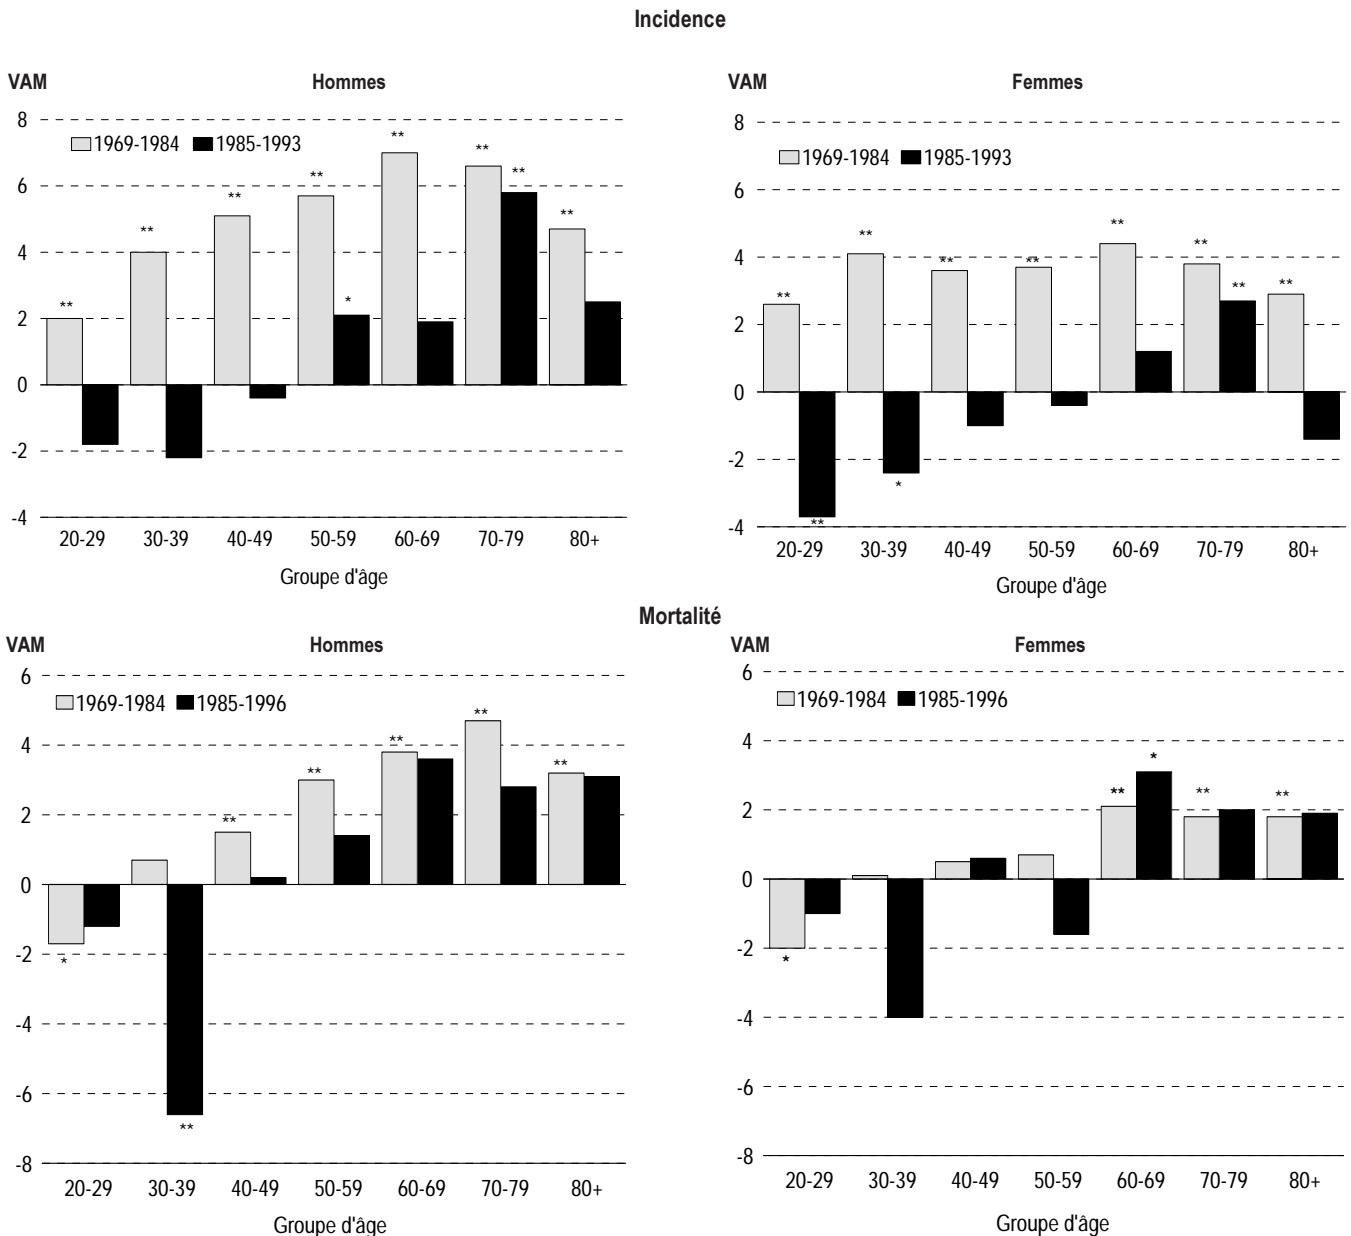 Incidence
VAM Hommes
8
1969-1984 1985-1993
** ** ** ** ** ** ** ** *
6
4
2
0
-2
-4
20-29 30-39 40-49 50-59 60-69 70-79 80+
Groupe d'âge
VAM Femmes
8
1969-1984 1985-1993
** ** ** ** ** ** ** ** * **
6
4
2
0
-2
-4
20-29 30-39 40-49 50-59 60-69 70-79 80+
Groupe d'âge
Mortalité
VAM Hommes
6
1969-1984 1985-1996
** ** ** ** ** * **
4
2
0
-2
-4
-6
-8
20-29 30-39 40-49 50-59 60-69 70-79 80+
Groupe d'âge
VAM Femmes
6
1969-1984 1985-1996
* ** ** ** *
4
2
0
-2
-4
-6
-8
20-29 30-39 40-49 50-59 60-69 70-79 80+
Groupe d'âge